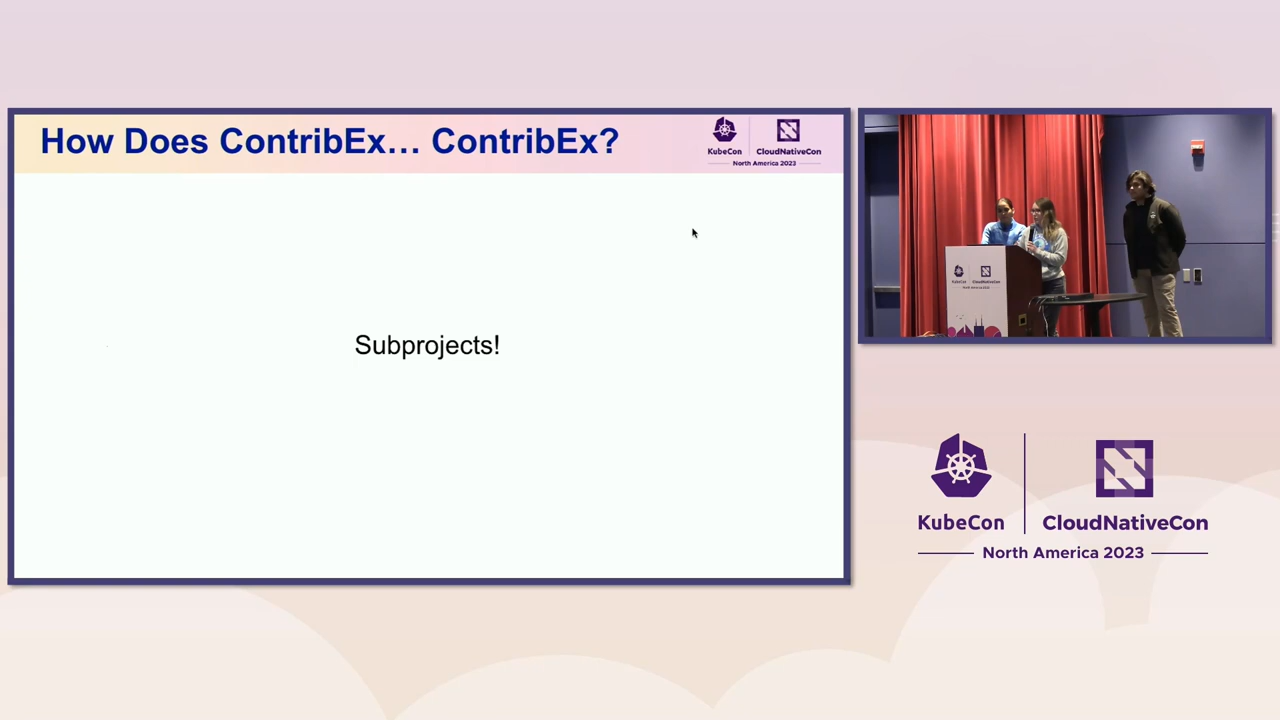 How Does ContribEx... ContribEx?
KubeCon
CloudNativeCon
North America 2023
Subprojects!
KubeCon
CloudNativeCon
North America 2023